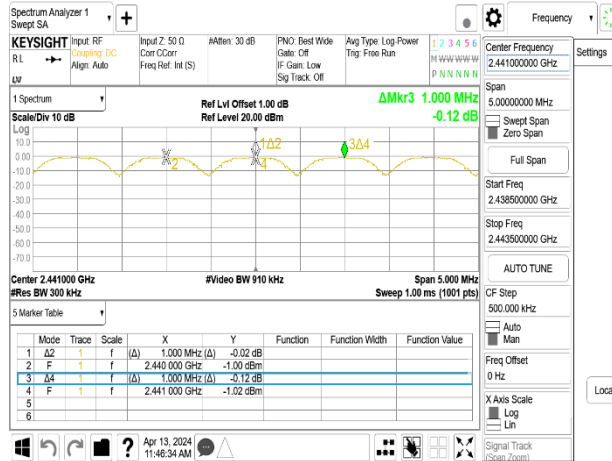 Spectrum Analyzer 1
Swept SA
+
Frequency
KEYSIGHT
RL
Input: RF
Coupling: DC
Align: Auto
Input Z: 50 Ω
Corr CCorr
Freq Ref: Int (S)
#Atten: 30 dB
PNO: Best Wide
Gate: Off
IF Gain: Low
Sig Track: Off
Avg Type: Log-Power
Trig: Free Run
1 2 3 4 5 6
M W W W W W
P N N N N N
Center Frequency
2.441000000 GHz
Settings
Span
5.00000000 MHz
Swept Span
Zero Span
Full Span
Start Freq
2.438500000 GHz
Stop Freq
2.443500000 GHz
AUTO TUNE
CF Step
500.000 kHz
Auto
Man
Freq Offset
0 Hz
X Axis Scale
Log
Lin
Signal Track
(Span Zoom)
Local
1 Spectrum
Scale/Div 10 dB
Ref Lvl Offset 1.00 dB
Ref Level 20.00 dBm
ΔMkr3 1.000 MHz
-0.12 dB
Log
10.0
0.00
-10.0
-20.0
-30.0
-40.0
-50.0
-60.0
-70.0
2
1Δ2
4
3Δ4
Center 2.441000 GHz
#Res BW 300 kHz
#Video BW 910 kHz
Span 5.000 MHz
Sweep 1.00 ms (1001 pts)
5 Marker Table
Mode Trace Scale X Y Function Function Width Function Value
1 Δ2 1 f (Δ) 1.000 MHz (Δ) -0.02 dB
2 F 1 f 2.440 000 GHz -1.00 dBm
3 Δ4 1 f (Δ) 1.000 MHz (Δ) -0.12 dB
4 F 1 f 2.441 000 GHz -1.02 dBm
5
6
?
Apr 13, 2024
11:46:34 AM